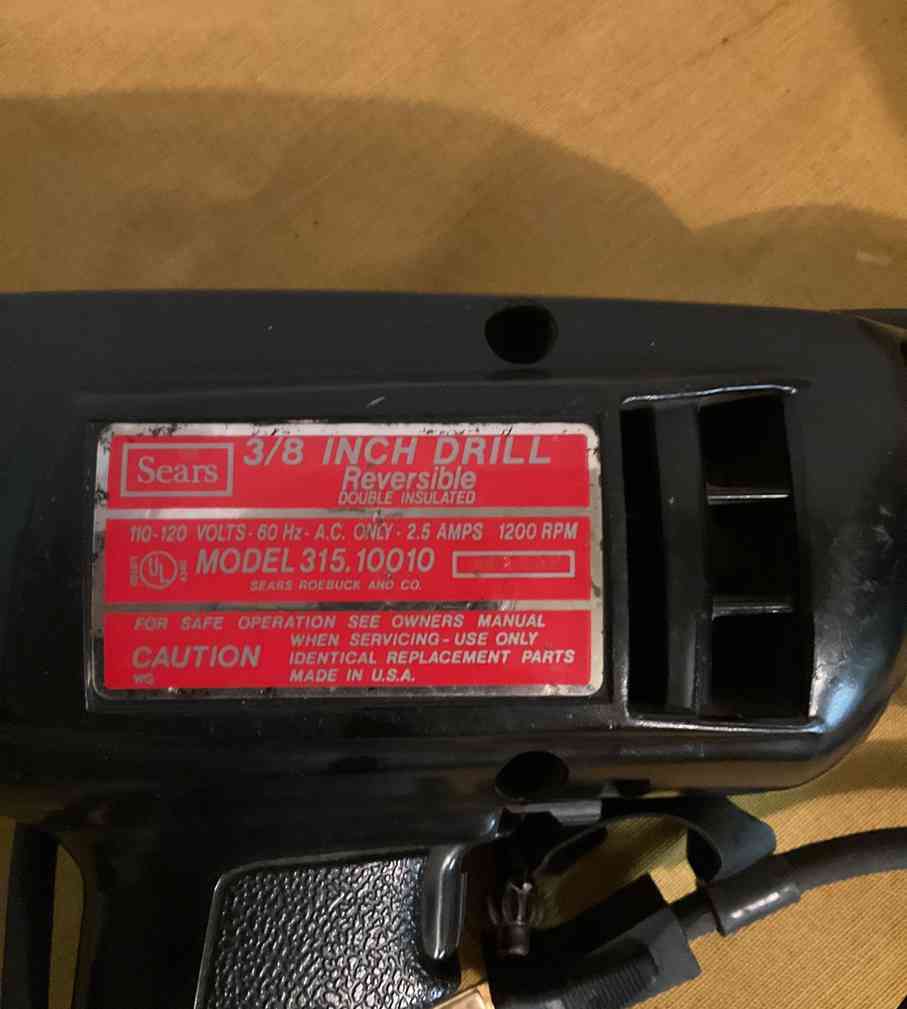 Sears
3/8 INCH DRILL
Reversible
DOUBLE INSULATED
110-120 VOLTS - 60 Hz - A.C. ONLY - 2.5 AMPS 1200 RPM
UL
MODEL 315.10010
SEARS ROEBUCK AND CO.
FOR SAFE OPERATION SEE OWNERS MANUAL
WHEN SERVICING - USE ONLY
CAUTION IDENTICAL REPLACEMENT PARTS
WG MADE IN U.S.A.